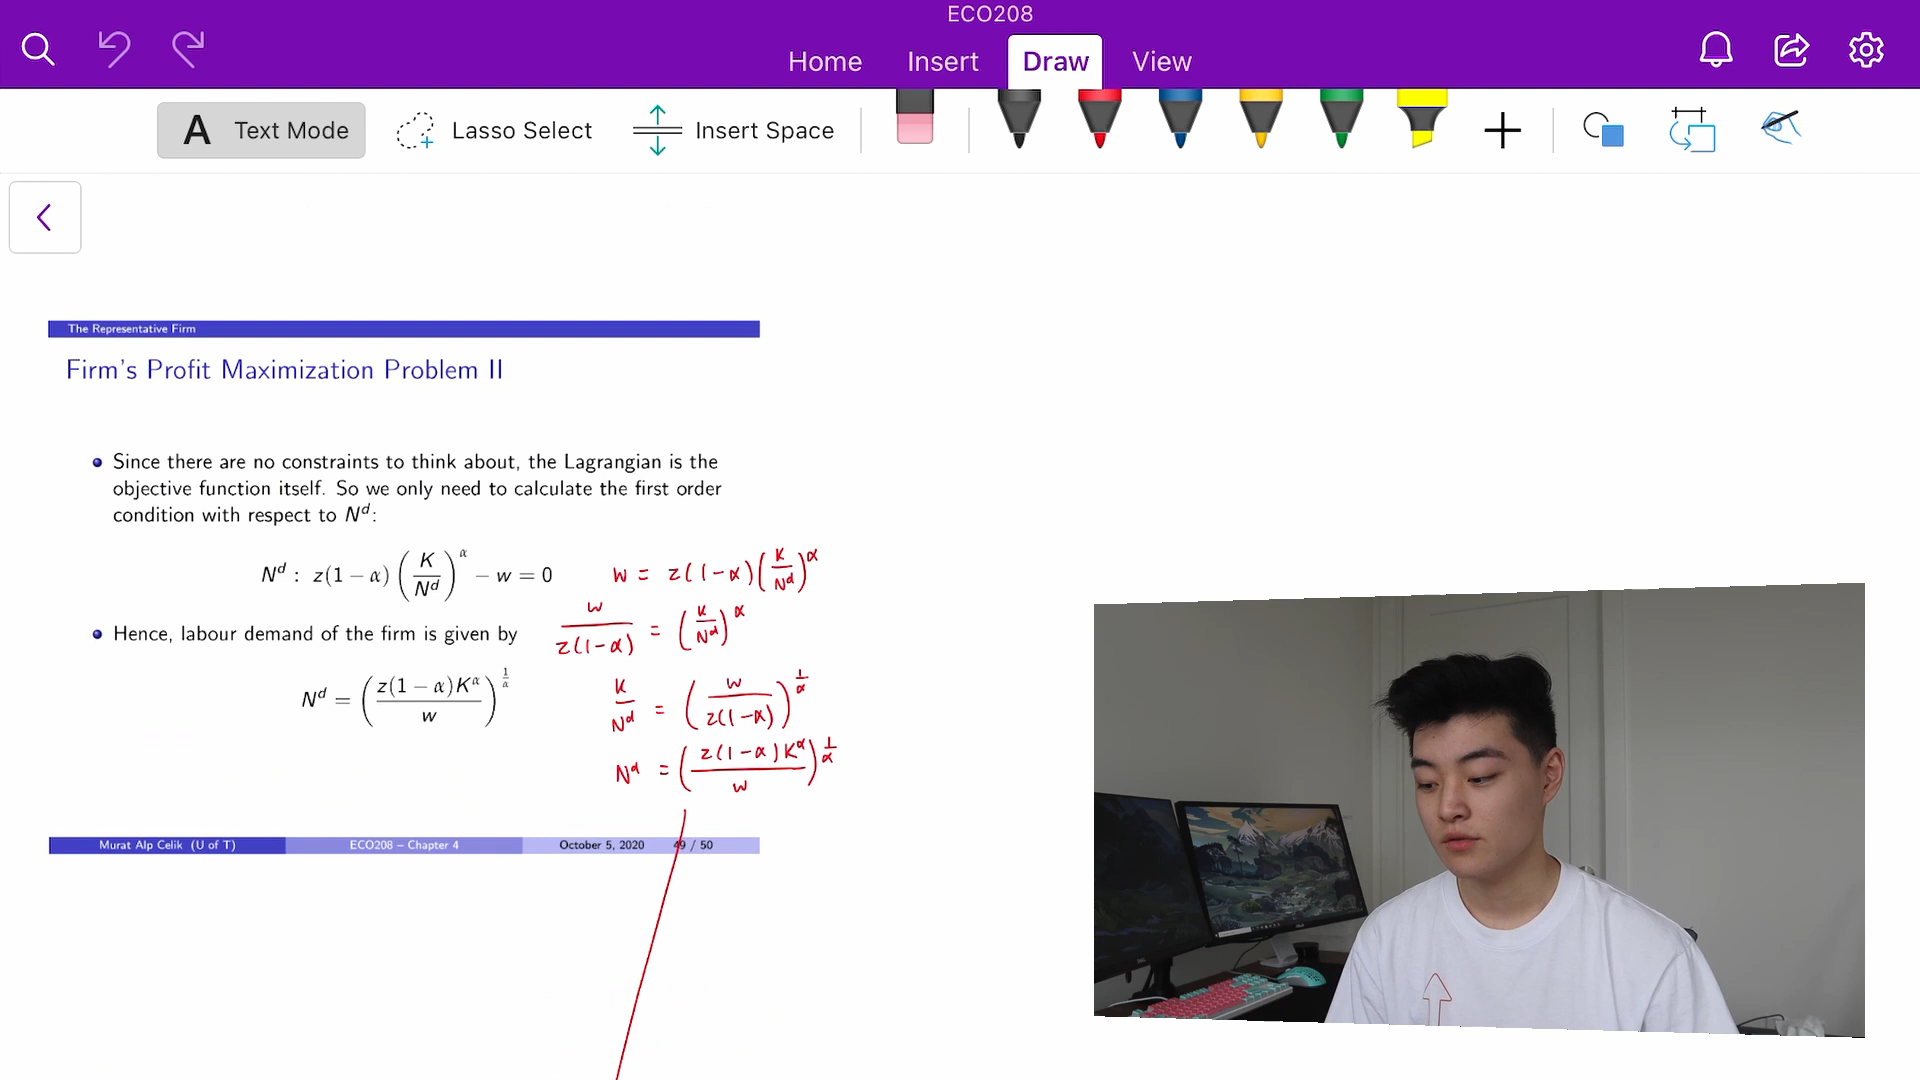 ECO208
Home Insert Draw View
A Text Mode Lasso Select Insert Space
The Representative Firm
Firm's Profit Maximization Problem II
Since there are no constraints to think about, the Lagrangian is the
objective function itself. So we only need to calculate the first order
condition with respect to N^d:
N^d : z(1 − α) (K/N^d)^α − w = 0
w = z(1-α)(K/N^d)^α
w/z(1-α) = (K/N^d)^α
Hence, labour demand of the firm is given by
N^d = (z(1 − α)K^α/w)^(1/α)
K/N^d = (w/z(1-α))^(1/α)
N^d = (z(1-α)K^α/w)^(1/α)
Murat Alp Celik (U of T) ECO208 – Chapter 4 October 5, 2020 49 / 50